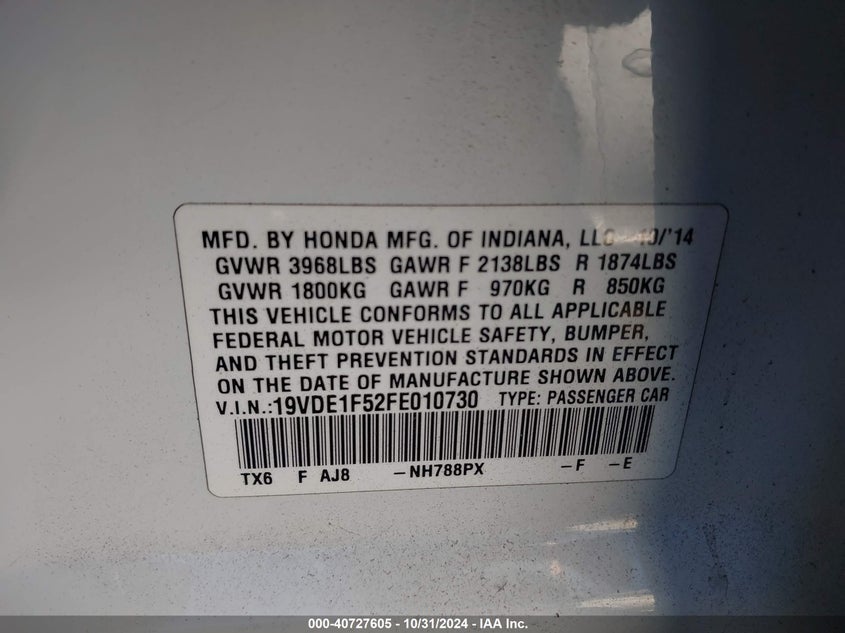 MFD. BY HONDA MFG. OF INDIANA, LLC 10/'14
GVWR 3968LBS GAWR F 2138LBS R 1874LBS
GVWR 1800KG GAWR F 970KG R 850KG
THIS VEHICLE CONFORMS TO ALL APPLICABLE
FEDERAL MOTOR VEHICLE SAFETY, BUMPER,
AND THEFT PREVENTION STANDARDS IN EFFECT
ON THE DATE OF MANUFACTURE SHOWN ABOVE.
V.I.N.:19VDE1F52FE010730 TYPE: PASSENGER CAR
TX6 F AJ8 -NH788PX -F -E
000-40727605 - 10/31/2024 - IAA Inc.